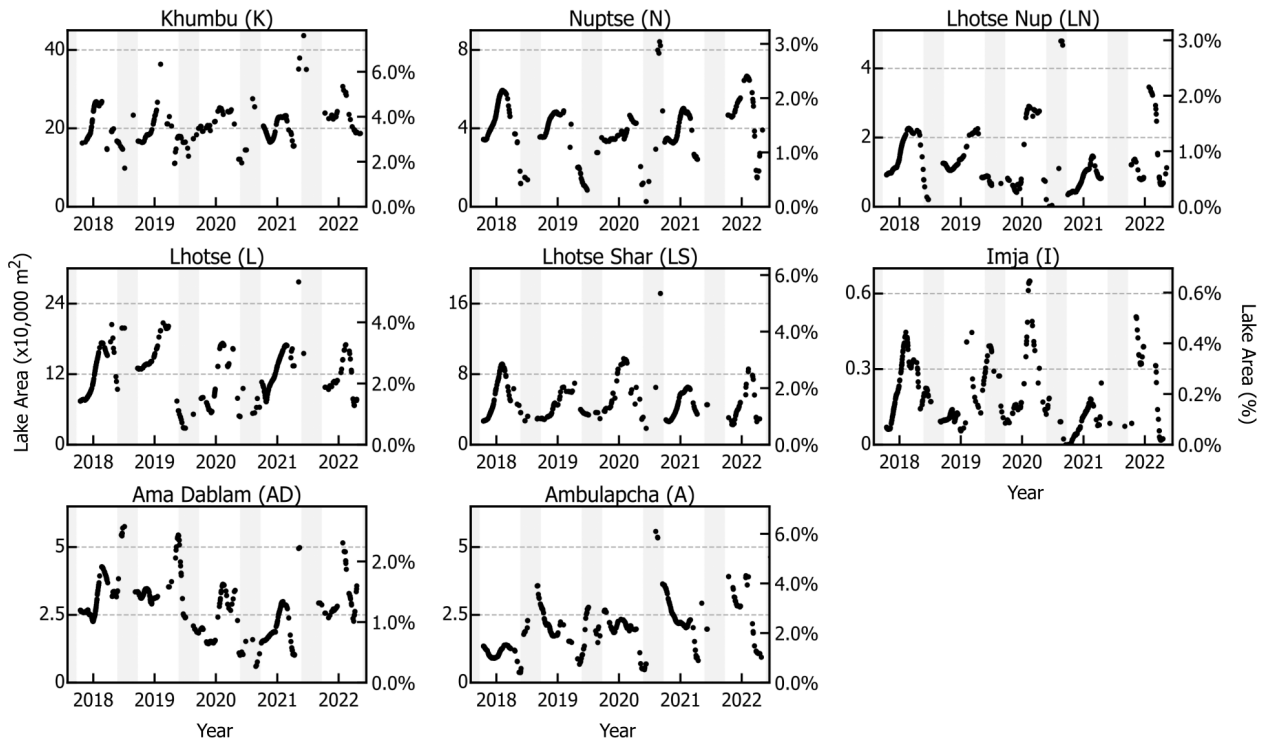 Khumbu (K)
Nuptse (N)
Lhotse Nup (LN)
40
20
0
6.0%
4.0%
2.0%
0.0%
8
4
0
3.0%
2.0%
1.0%
0.0%
4
2
0
3.0%
2.0%
1.0%
0.0%
2018 2019 2020 2021 2022
2018 2019 2020 2021 2022
2018 2019 2020 2021 2022
Lhotse (L)
Lhotse Shar (LS)
Imja (I)
Lake Area (x10,000 m²)
24
12
0
4.0%
2.0%
0.0%
16
8
0
6.0%
4.0%
2.0%
0.0%
0.6
0.3
0
0.6%
0.4%
0.2%
0.0%
Lake Area (%)
2018 2019 2020 2021 2022
2018 2019 2020 2021 2022
2018 2019 2020 2021 2022
Year
Ama Dablam (AD)
Ambulapcha (A)
5
2.5
0
2.0%
1.0%
0.0%
5
2.5
0
6.0%
4.0%
2.0%
0.0%
2018 2019 2020 2021 2022
2018 2019 2020 2021 2022
Year
Year